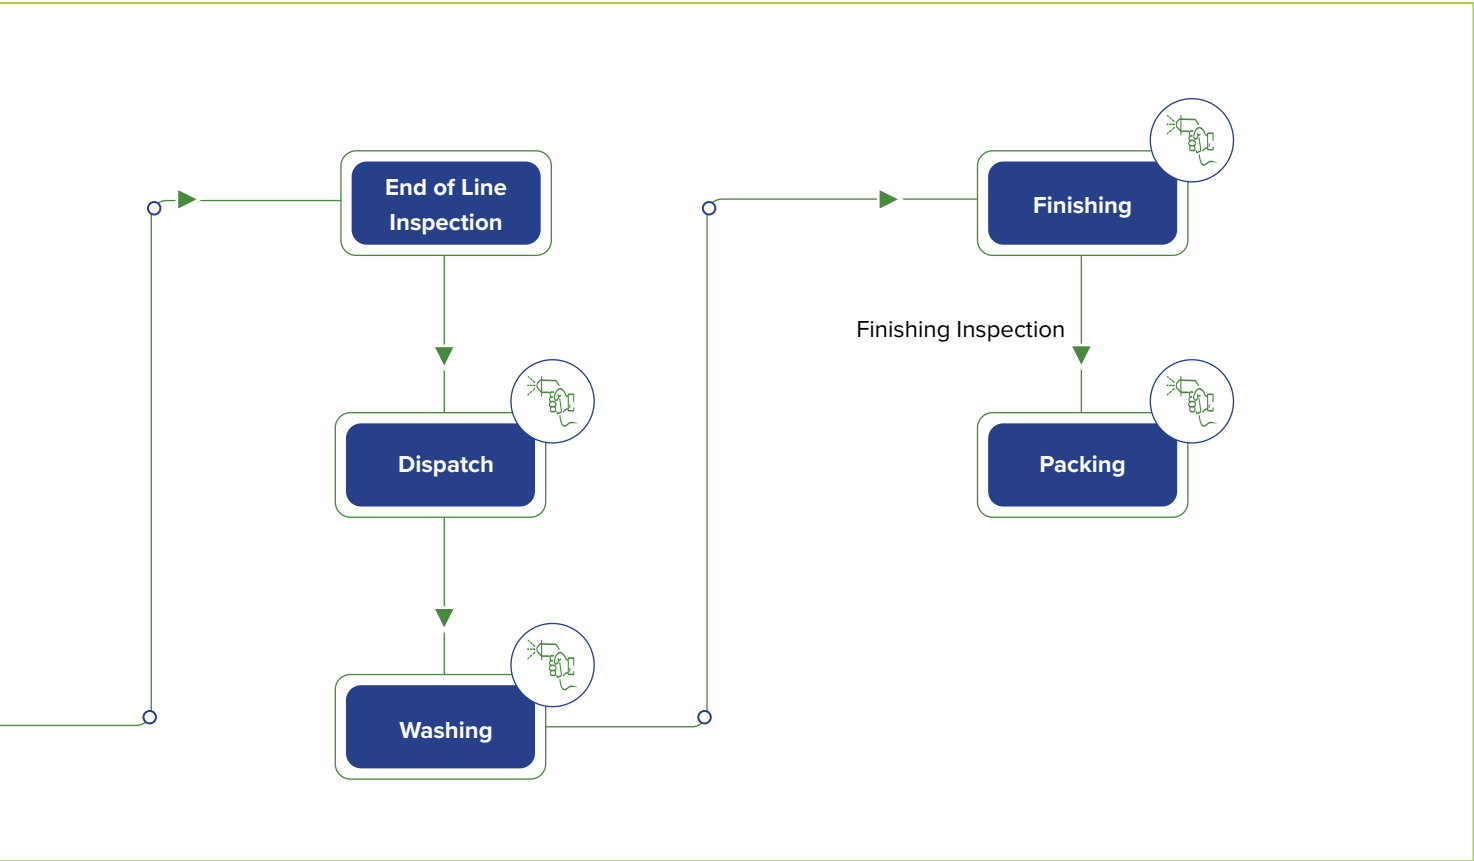 End of Line
Inspection
Dispatch
Washing
Finishing
Finishing Inspection
Packing